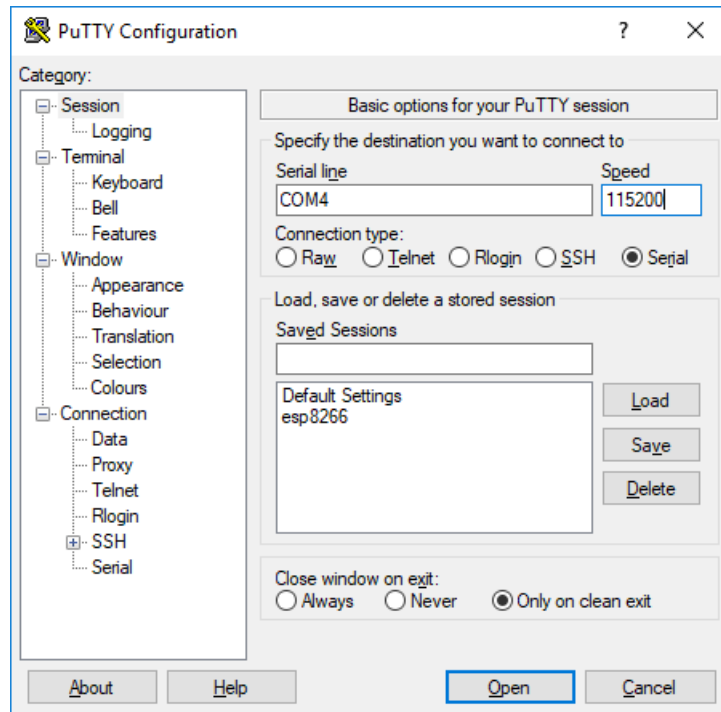 PuTTY Configuration
?
Category:
Session
Logging
Terminal
Keyboard
Bell
Features
Window
Appearance
Behaviour
Translation
Selection
Colours
Connection
Data
Proxy
Telnet
Rlogin
SSH
Serial
Basic options for your PuTTY session
Specify the destination you want to connect to
Serial line Speed
COM4 115200
Connection type:
Raw Telnet Rlogin SSH Serial
Load, save or delete a stored session
Saved Sessions
Default Settings
esp8266
Load
Save
Delete
Close window on exit:
Always Never Only on clean exit
About Help Open Cancel